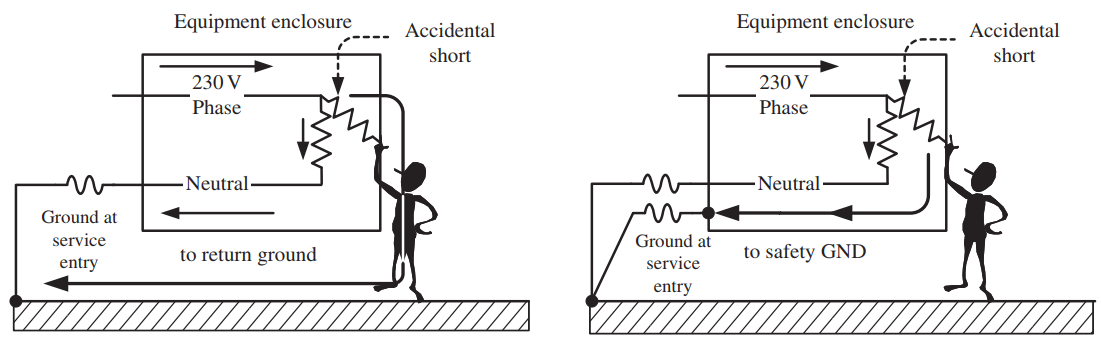 Equipment enclosure
Accidental
short
230 V
Phase
Neutral
Ground at
service
entry
to return ground
Equipment enclosure
Accidental
short
230 V
Phase
Neutral
Ground at
service
entry
to safety GND